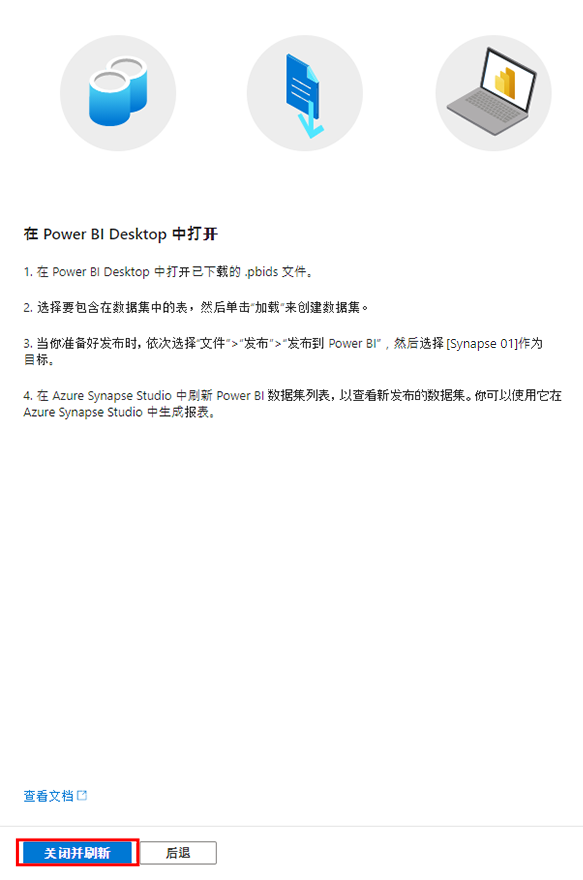 在 Power BI Desktop 中打开
1. 在 Power BI Desktop 中打开已下载的 .pbids 文件。
2. 选择要包含在数据集中的表，然后单击"加载"来创建数据集。
3. 当你准备好发布时，依次选择"文件">"发布">"发布到 Power BI"，然后选择 [Synapse 01]作为
目标。
4. 在 Azure Synapse Studio 中刷新 Power BI 数据集列表，以查看新发布的数据集。你可以使用它在
Azure Synapse Studio 中生成报表。
查看文档
关闭并刷新 后退